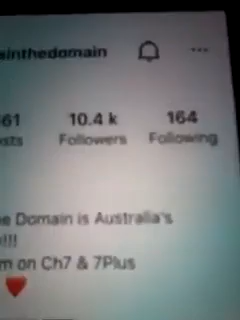 sinthedomain
61 10.4 k 164
sts Followers Following
e Domain is Australia's
!!!
m on Ch7 & 7Plus